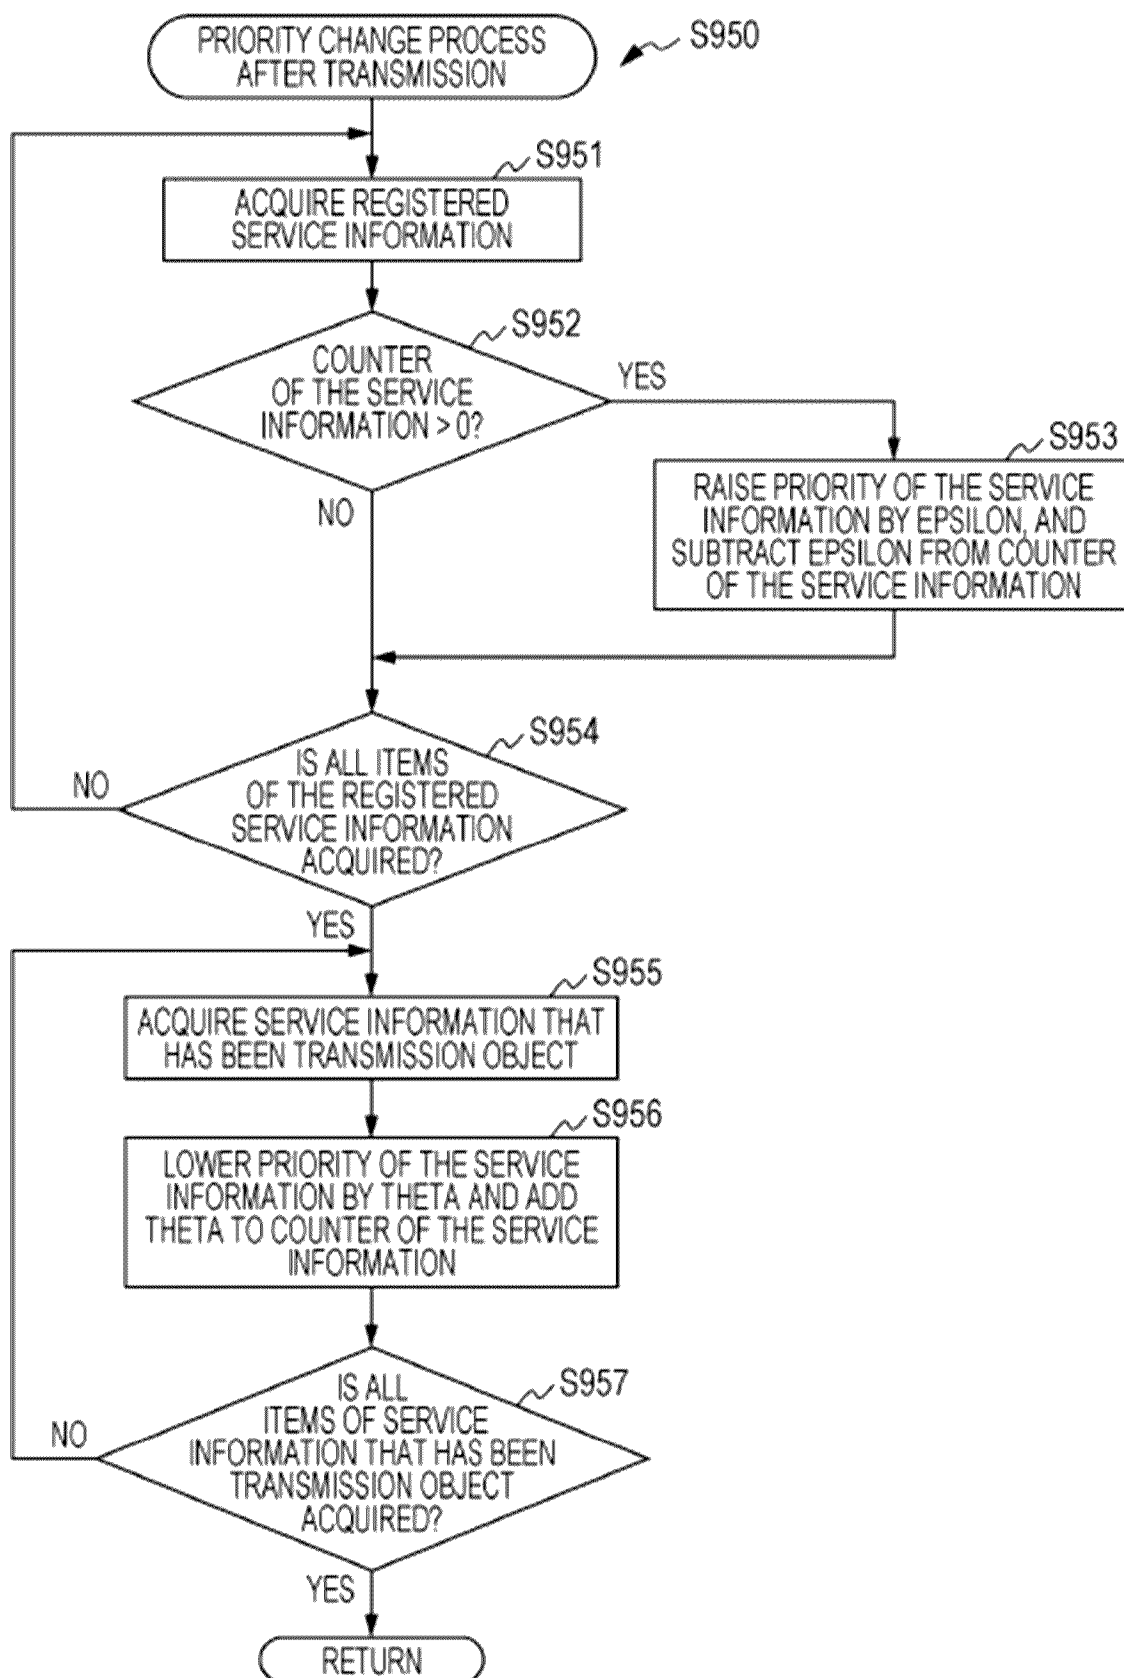 PRIORITY CHANGE PROCESS
AFTER TRANSMISSION
S950
S951
ACQUIRE REGISTERED
SERVICE INFORMATION
S952
COUNTER
OF THE SERVICE
INFORMATION > 0?
YES
NO
S953
RAISE PRIORITY OF THE SERVICE
INFORMATION BY EPSILON, AND
SUBTRACT EPSILON FROM COUNTER
OF THE SERVICE INFORMATION
S954
IS ALL ITEMS
OF THE REGISTERED
SERVICE INFORMATION
ACQUIRED?
NO
YES
S955
ACQUIRE SERVICE INFORMATION THAT
HAS BEEN TRANSMISSION OBJECT
S956
LOWER PRIORITY OF THE SERVICE
INFORMATION BY THETA AND ADD
THETA TO COUNTER OF THE SERVICE
INFORMATION
S957
IS ALL
ITEMS OF SERVICE
INFORMATION THAT HAS BEEN
TRANSMISSION OBJECT
ACQUIRED?
NO
YES
RETURN